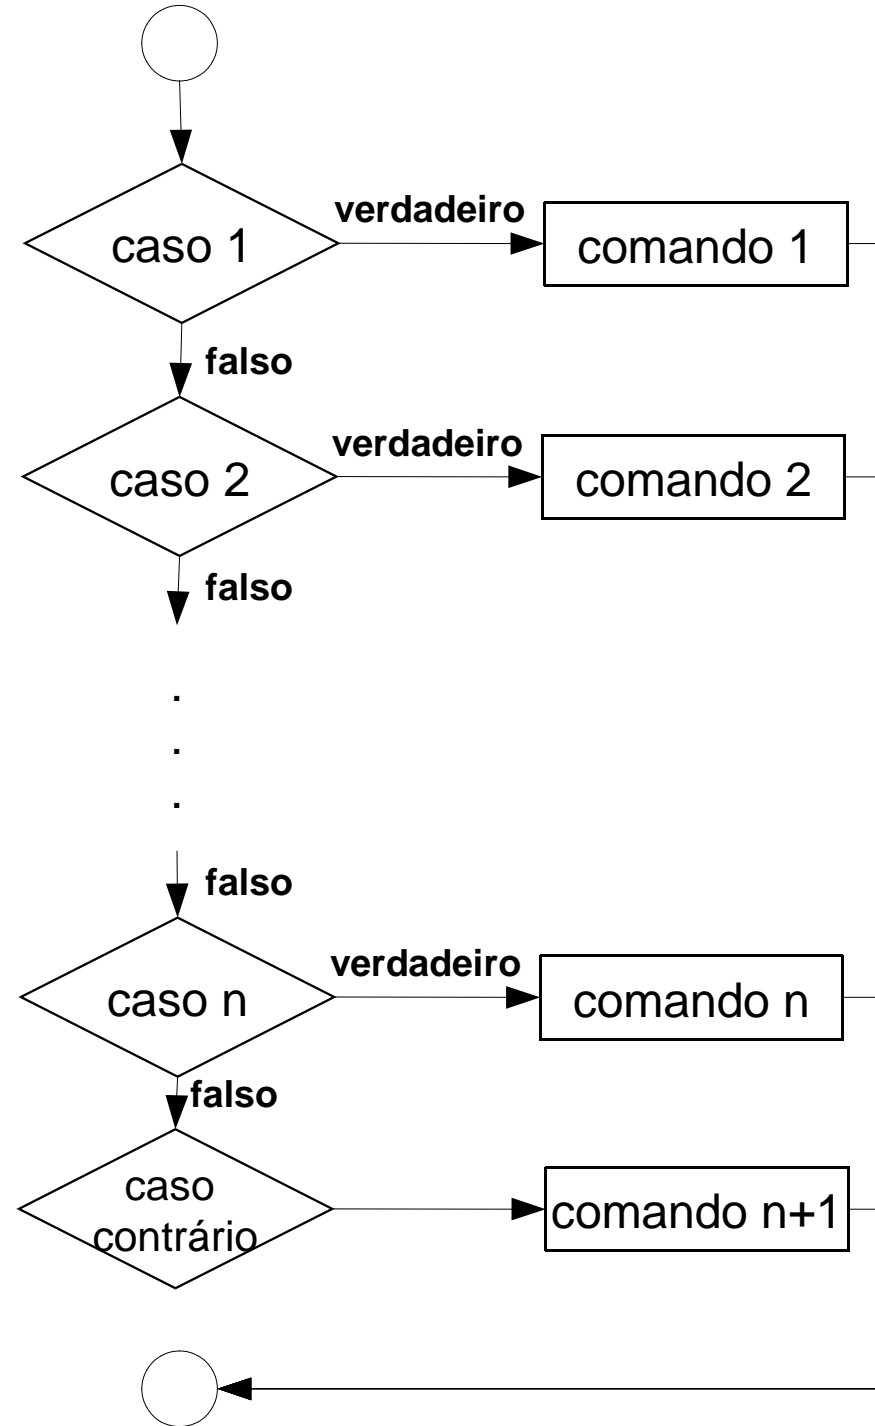 verdadeiro
caso 1
comando 1
falso
verdadeiro
caso 2
comando 2
falso
.
.
.
falso
verdadeiro
caso n
comando n
falso
caso
contrário
comando n+1